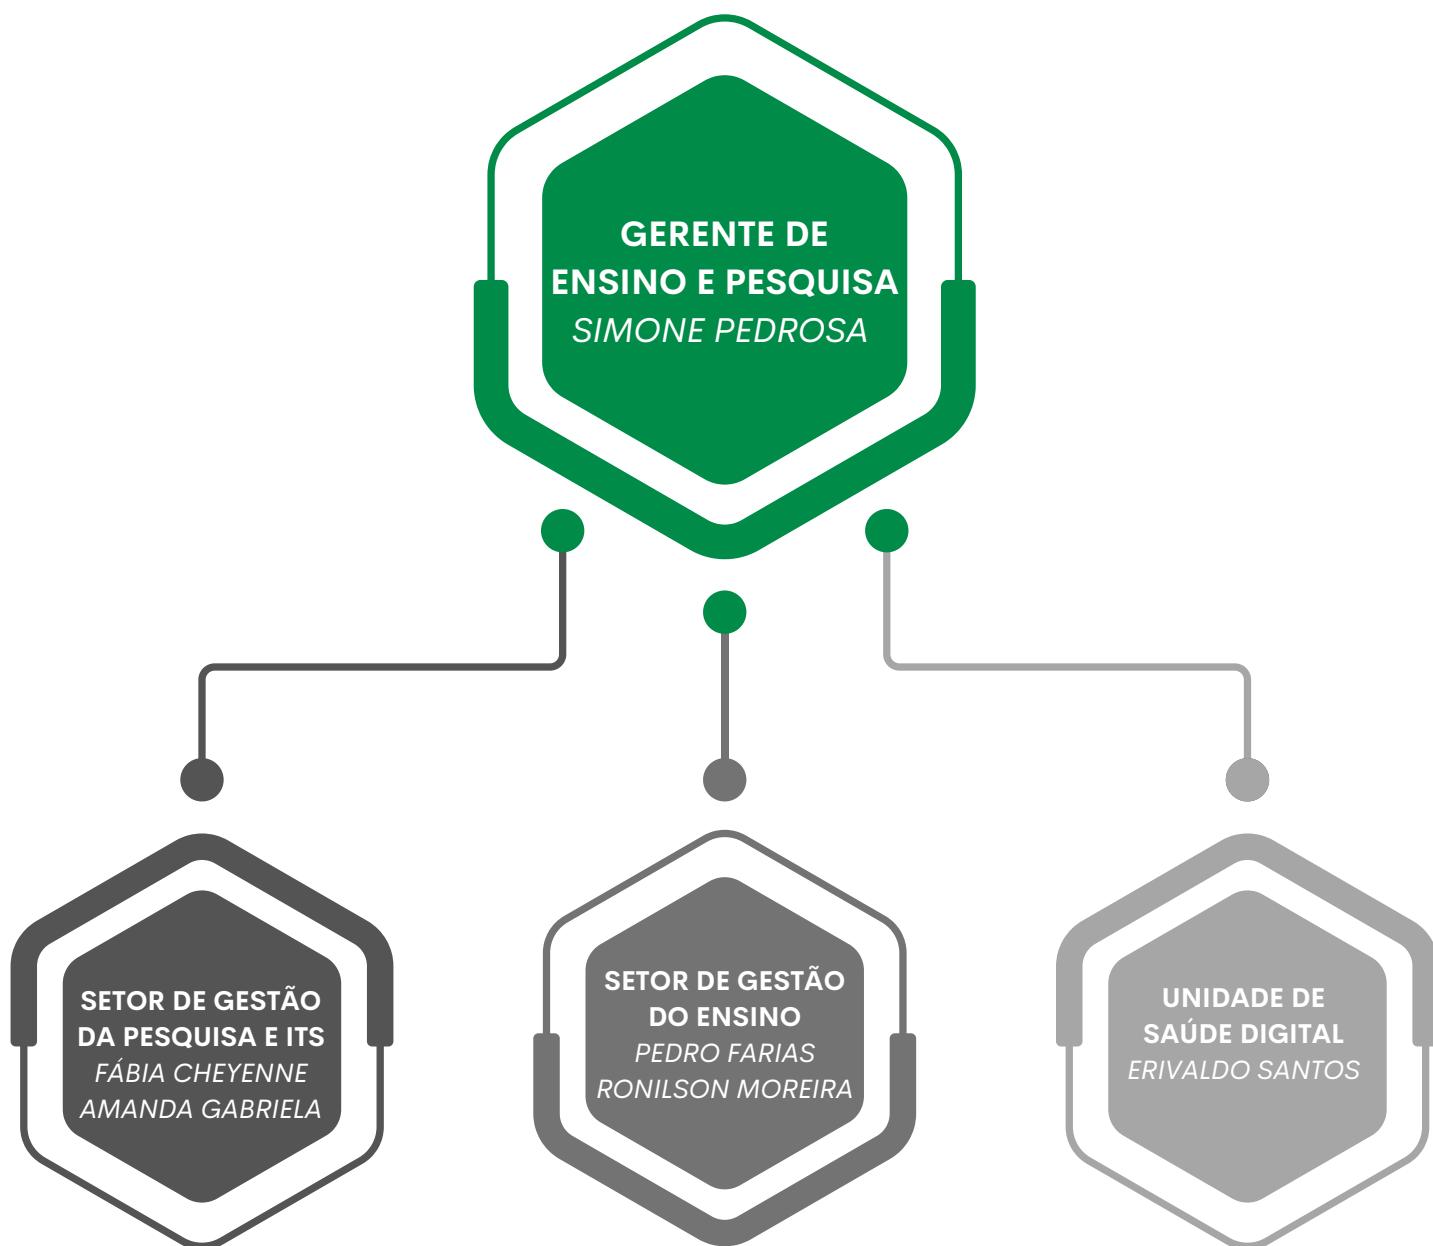 GERENTE DE
ENSINO E PESQUISA
SIMONE PEDROSA
SETOR DE GESTÃO
DA PESQUISA E ITS
FÁBIA CHEYENNE
AMANDA GABRIELA
SETOR DE GESTÃO
DO ENSINO
PEDRO FARIAS
RONILSON MOREIRA
UNIDADE DE
SAÚDE DIGITAL
ERIVALDO SANTOS